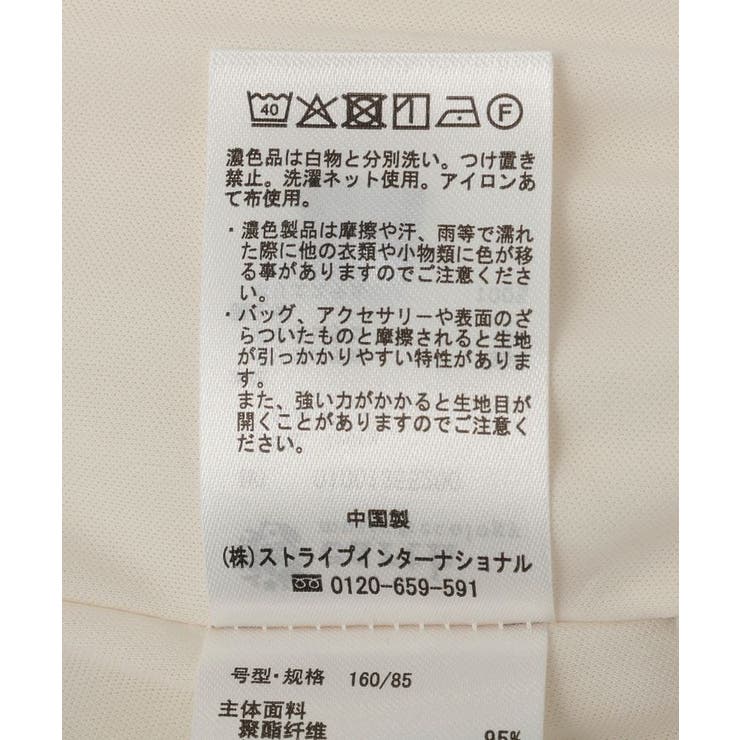 40 F
濃色品は白物と分別洗い。つけ置き
禁止。洗濯ネット使用。アイロンあ
て布使用。
・濃色製品は摩擦や汗、雨等で濡れ
た際に他の衣類や小物類に色が移
る事がありますのでご注意くださ
い。
・バッグ、アクセサリーや表面のざ
らついたものと摩擦されると生地
が引っかかりやすい特性がありま
す。
また、強い力がかかると生地目が
開くことがありますのでご注意く
ださい。
中国製
(株)ストライプインターナショナル
0120-659-591
号型·规格 160/85
主体面料
聚酯纤维 95%